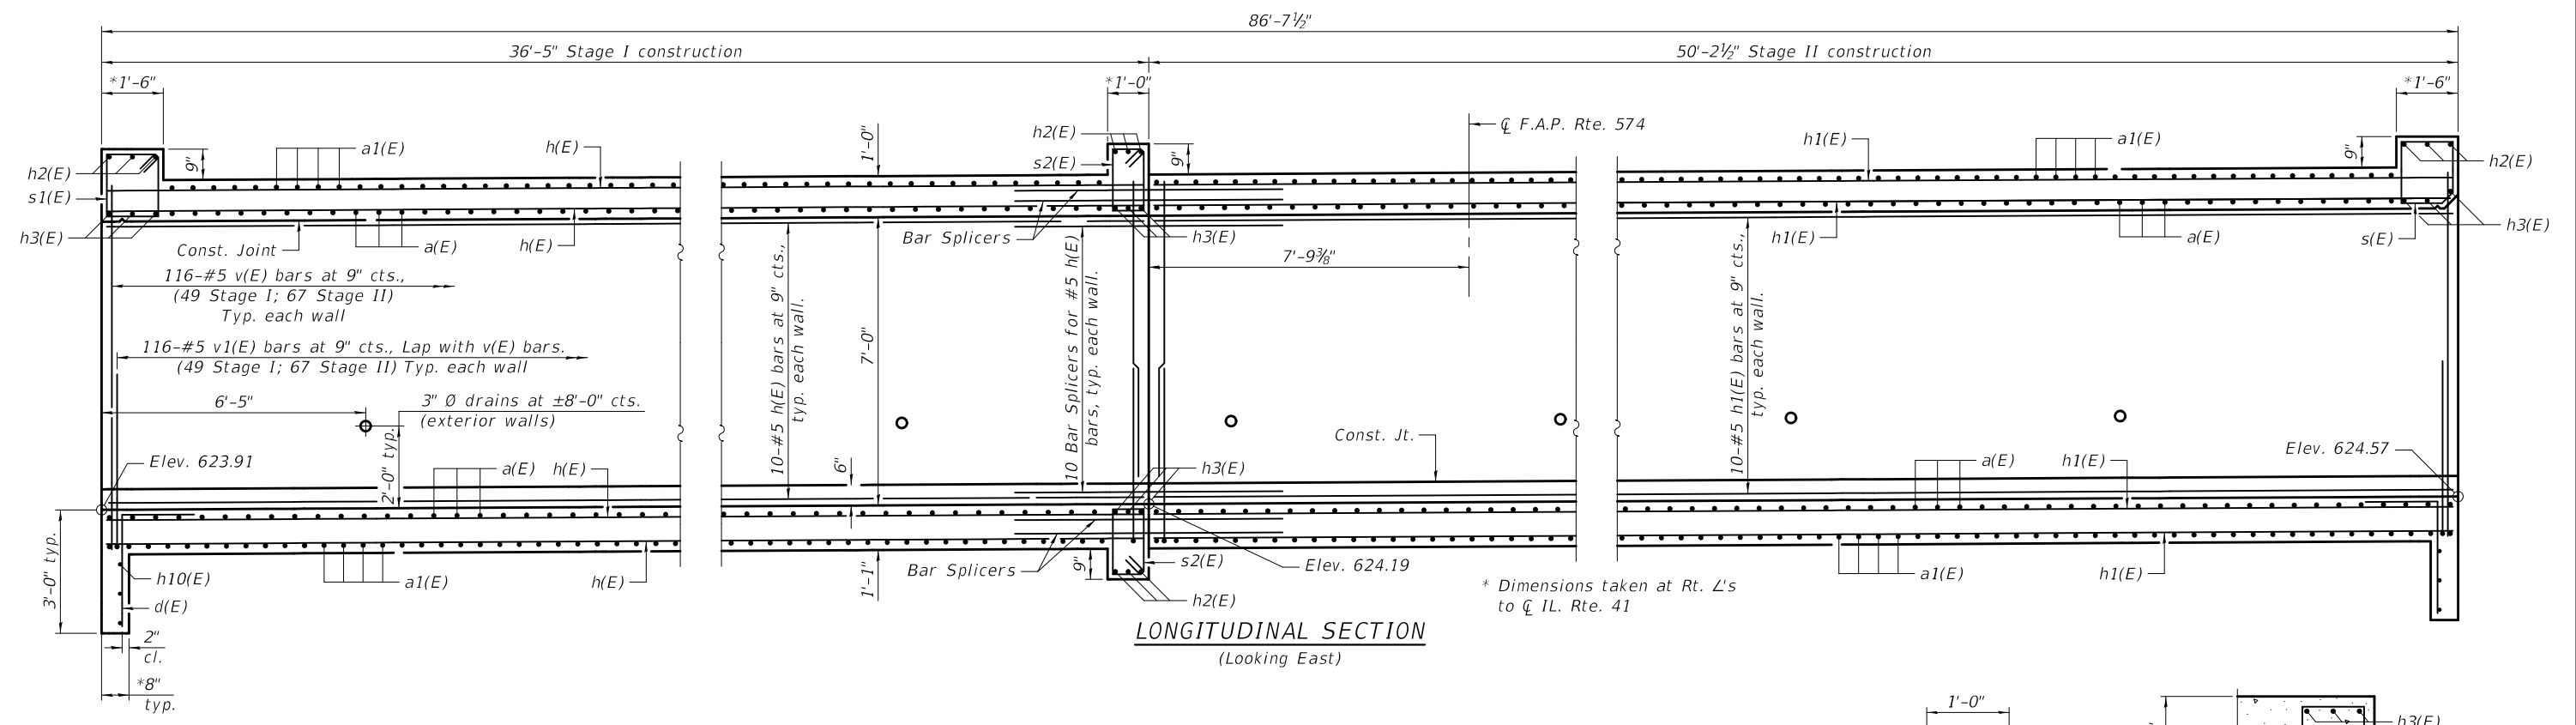 86'-7½"
36'-5" Stage I construction
50'-2½" Stage II construction
*1'-6"
*1'-0"
*1'-6"
h2(E)
℄ F.A.P. Rte. 574
a1(E)
h(E)
1'-0"
h1(E)
a1(E)
9"
s2(E)
9"
9"
h2(E)
h2(E)
s1(E)
h3(E)
Const. Joint
a(E)
h(E)
Bar Splicers
h3(E)
h1(E)
a(E)
s(E)
h3(E)
7'-9⅜"
116-#5 v(E) bars at 9" cts.,
(49 Stage I; 67 Stage II)
Typ. each wall
10-#5 h(E) bars at 9" cts.,
typ. each wall.
7'-0"
10 Bar Splicers for #5 h(E)
bars, typ. each wall.
10-#5 h1(E) bars at 9" cts.,
typ. each wall.
116-#5 v1(E) bars at 9" cts., Lap with v(E) bars.
(49 Stage I; 67 Stage II) Typ. each wall
6'-5"
3" Ø drains at ±8'-0" cts.
(exterior walls)
2'-0" typ.
Const. Jt.
Elev. 623.91
a(E)
h(E)
6"
h3(E)
a(E)
h1(E)
Elev. 624.57
3'-0" typ.
h10(E)
d(E)
a1(E)
h(E)
1'-1"
Bar Splicers
9"
s2(E)
Elev. 624.19
h2(E)
a1(E)
h1(E)
* Dimensions taken at Rt. ∠'s
to ℄ IL. Rte. 41
2"
cl.
*8"
typ.
LONGITUDINAL SECTION
(Looking East)
1'-0"
h3(E)